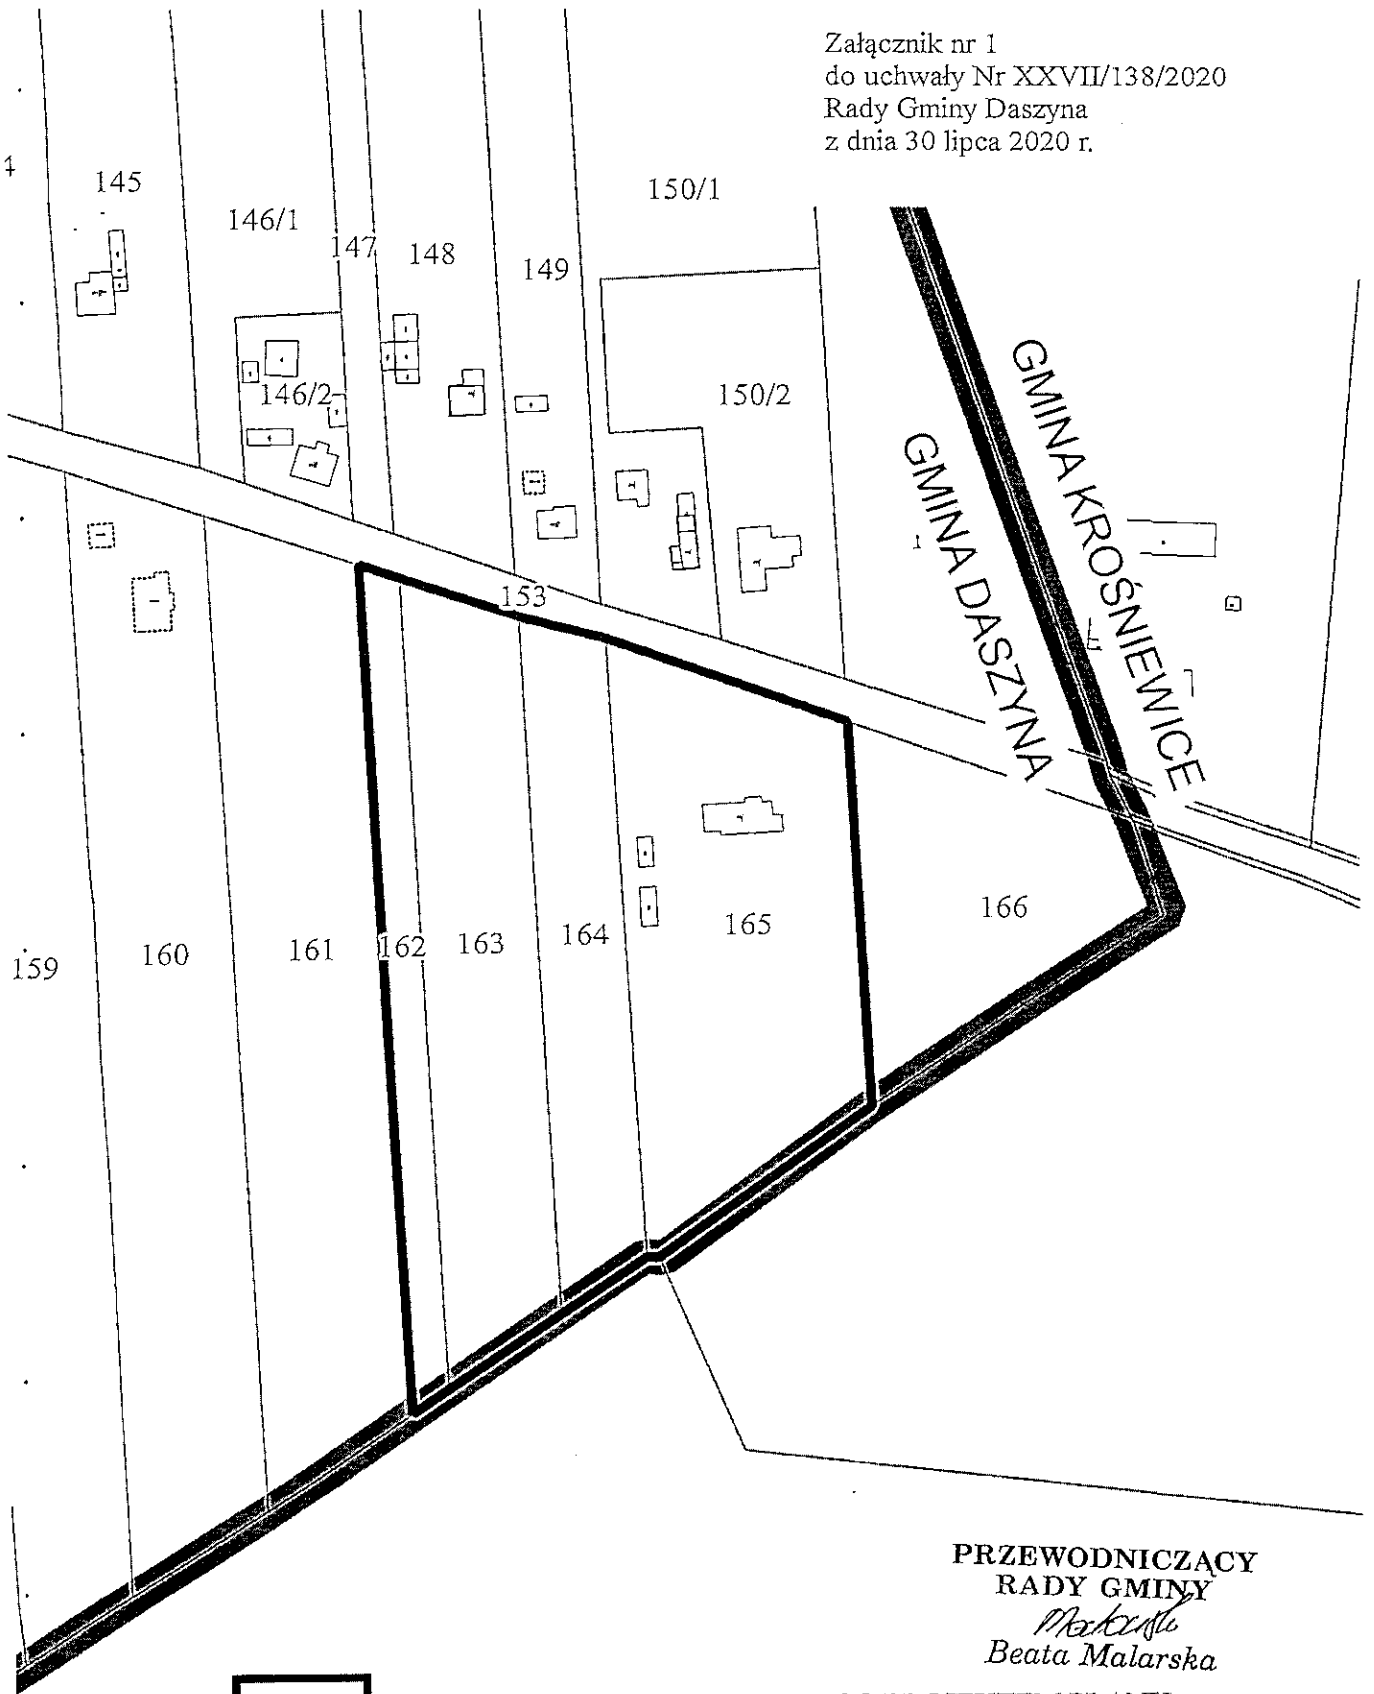 Załącznik nr 1
do uchwały Nr XXVII/138/2020
Rady Gminy Daszyna
z dnia 30 lipca 2020 r.
4
145
146/1
147
148
149
150/1
146/2
150/2
GMINA KROŚNIEWICE
GMINA DASZYNA
153
159
160
161
162
163
164
165
166
PRZEWODNICZĄCY
RADY GMINY
Beata Malarska